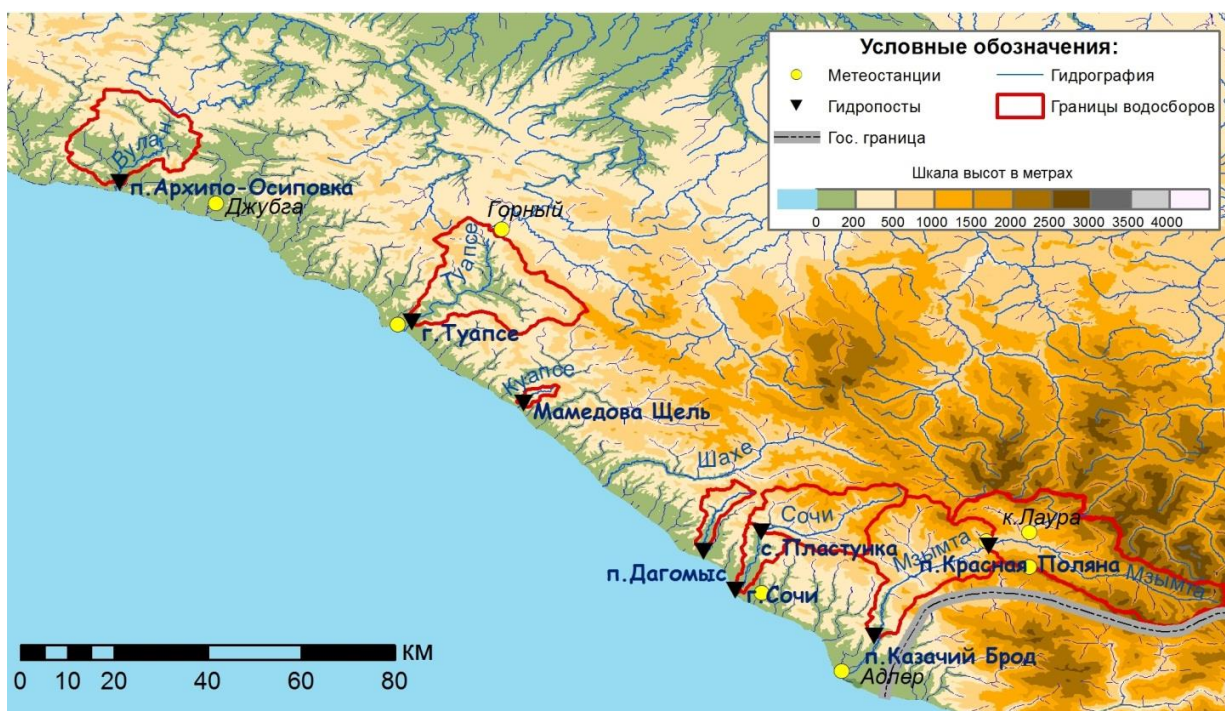 Условные обозначения:
Метеостанции
Гидрография
Гидропосты
Границы водосборов
Гос. граница
Шкала высот в метрах
0 200 500 1000 1500 2000 2500 3000 3500 4000
Вулан
п.Архипо-Осиповка
Джубга
Горный
Туапсе
г.Туапсе
Куапсе
Мамедова Щель
Шахе
Сочи
к.Лаура
с Пластунка
Мзымта
п.Красная Поляна
п.Дагомыс
Мзымта
г.Сочи
п.Казачий Брод
Адлер
км
0 10 20 40 60 80